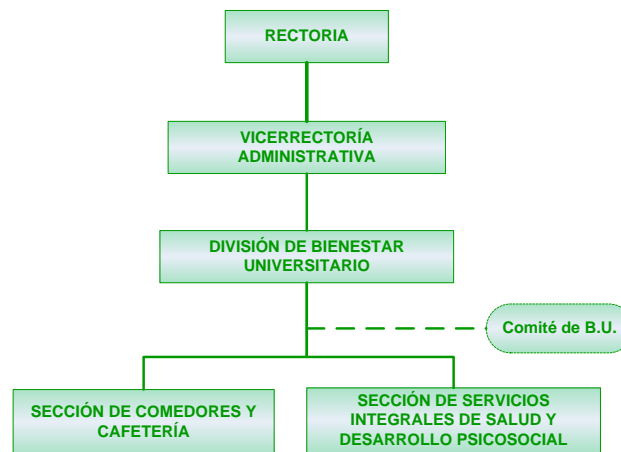 RECTORIA
VICERRECTORÍA
ADMINISTRATIVA
DIVISIÓN DE BIENESTAR
UNIVERSITARIO
Comité de B.U.
SECCIÓN DE COMEDORES Y
CAFETERÍA
SECCIÓN DE SERVICIOS
INTEGRALES DE SALUD Y
DESARROLLO PSICOSOCIAL